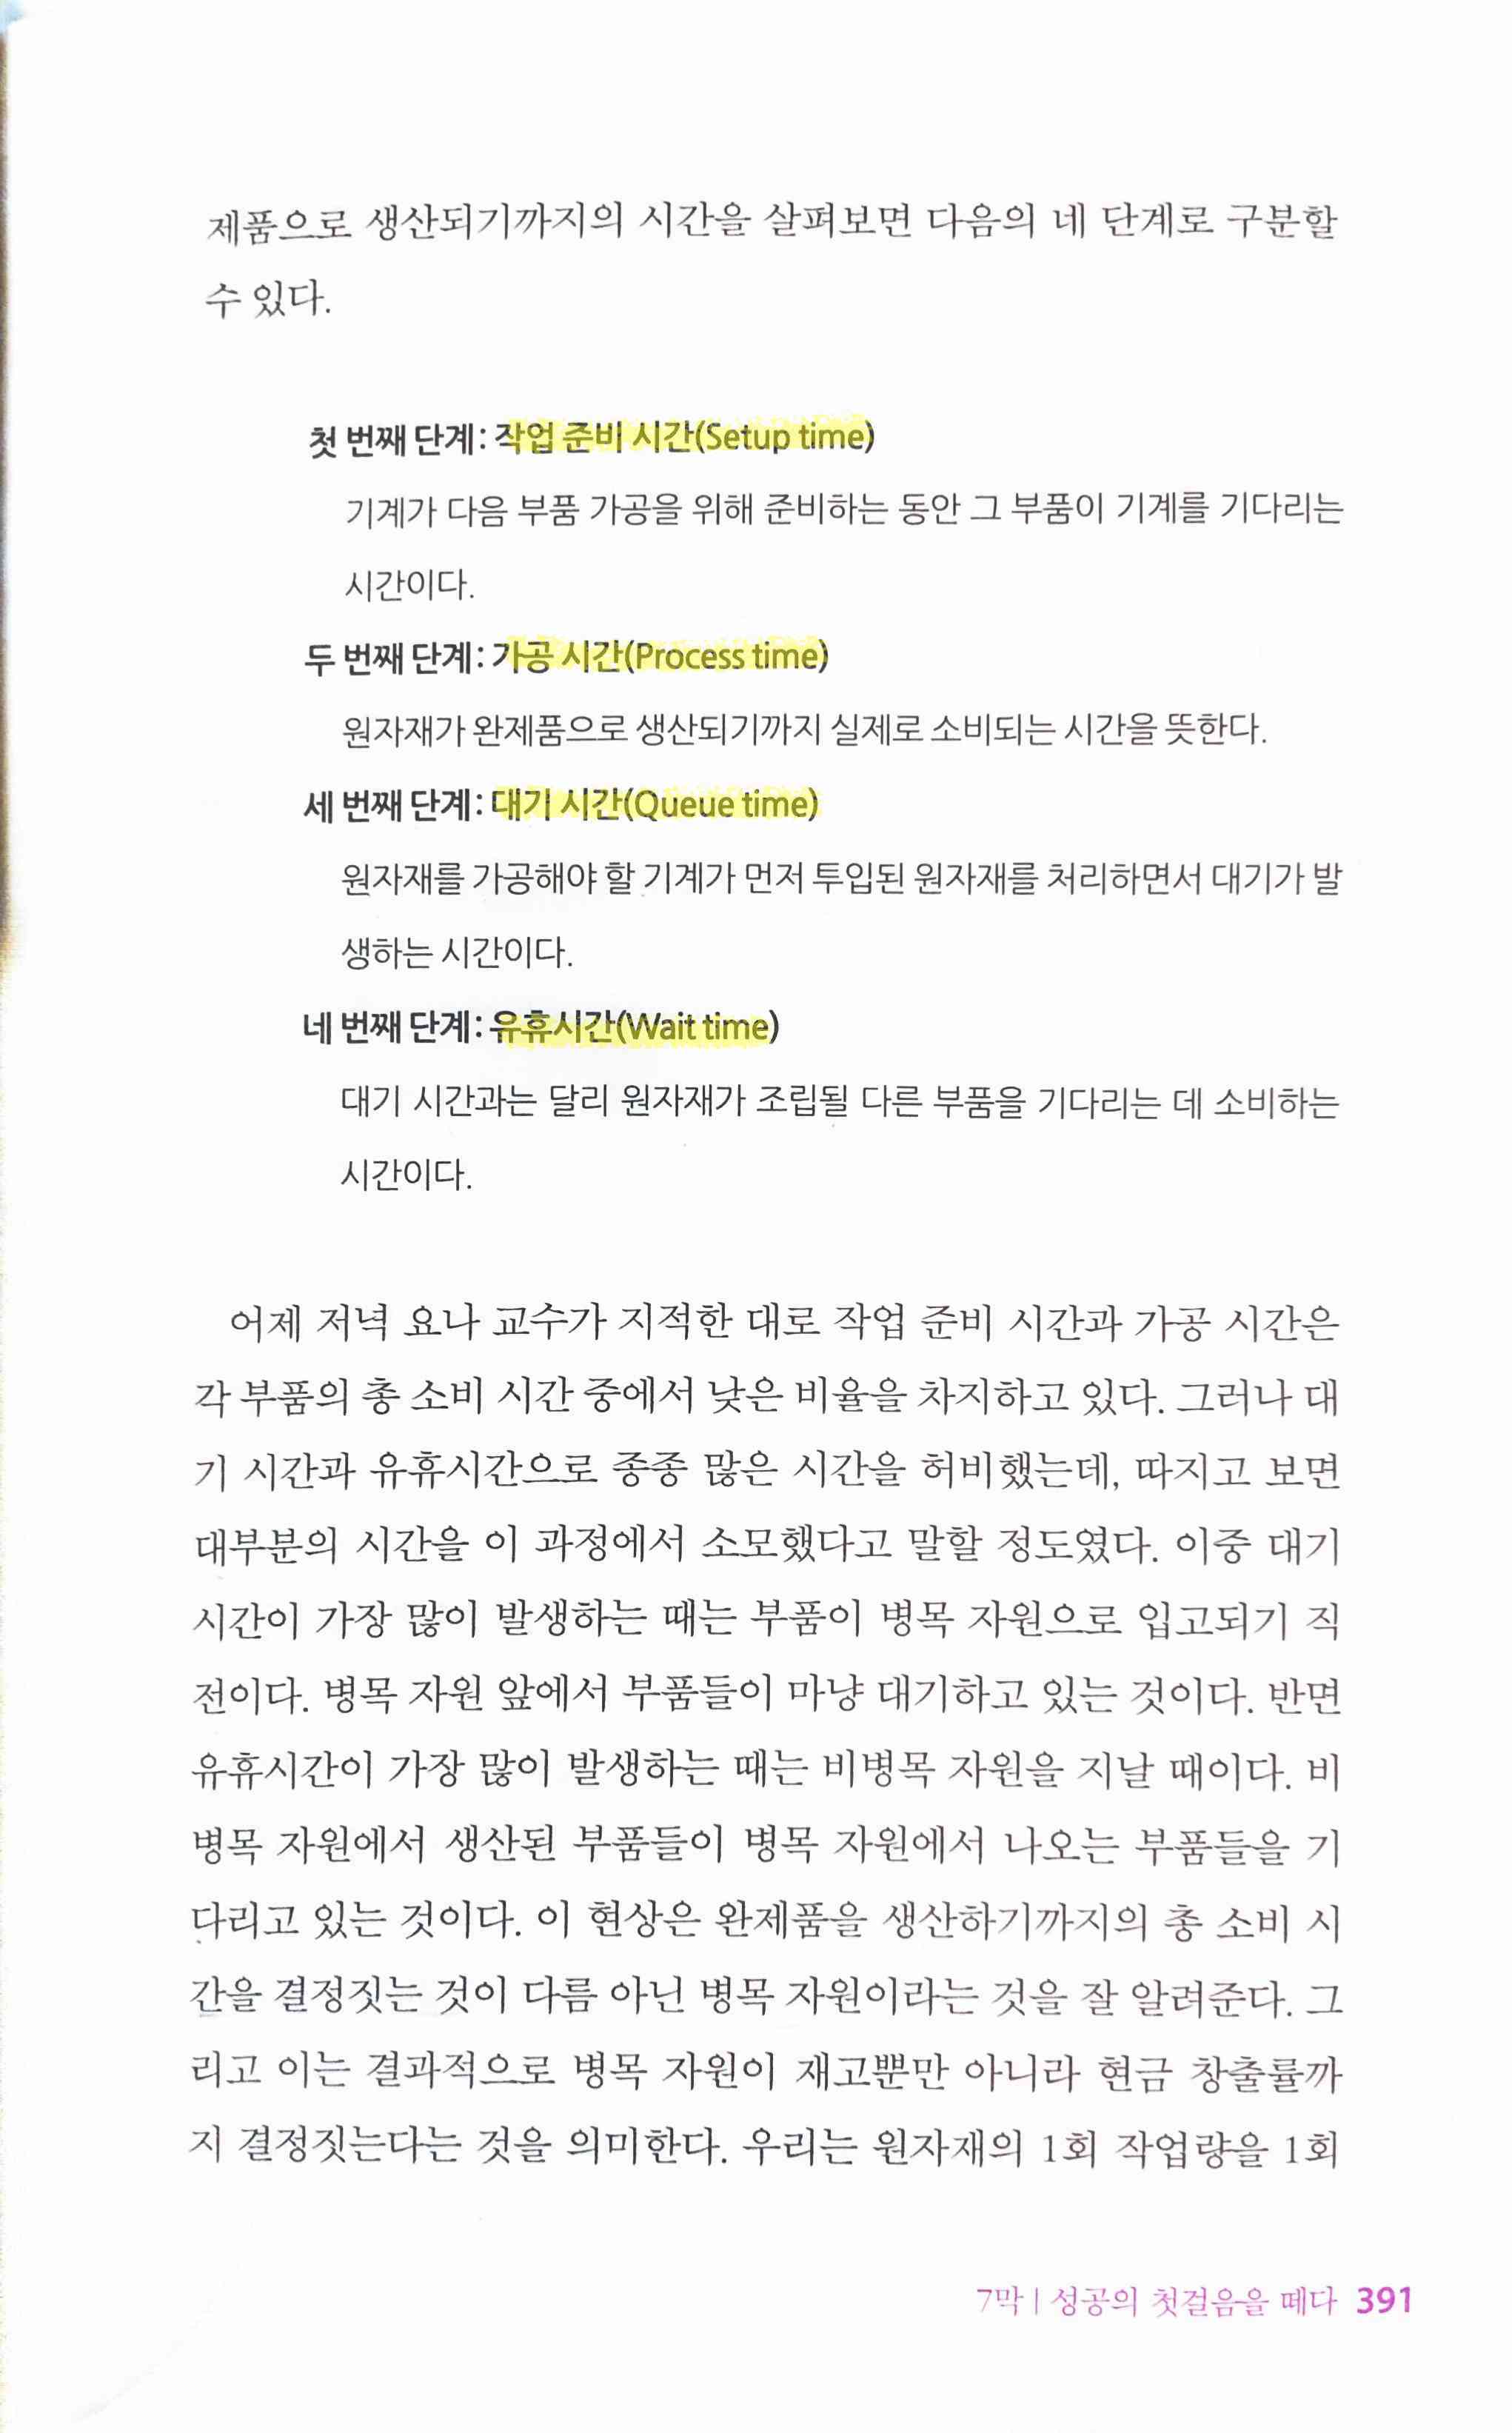 제품으로 생산되기까지의 시간을 살펴보면 다음의 네 단계로 구분할
수 있다.
첫 번째 단계: 작업 준비 시간(Setup time)
기계가 다음 부품 가공을 위해 준비하는 동안 그 부품이 기계를 기다리는
시간이다.
두 번째 단계: 가공 시간(Process time)
원자재가 완제품으로 생산되기까지 실제로 소비되는 시간을 뜻한다.
세 번째 단계: 대기 시간(Queue time)
원자재를 가공해야 할 기계가 먼저 투입된 원자재를 처리하면서 대기가 발
생하는 시간이다.
네 번째 단계: 유휴시간(Wait time)
대기 시간과는 달리 원자재가 조립될 다른 부품을 기다리는 데 소비하는
시간이다.
어제 저녁 요나 교수가 지적한 대로 작업 준비 시간과 가공 시간은
각 부품의 총 소비 시간 중에서 낮은 비율을 차지하고 있다. 그러나 대
기 시간과 유휴시간으로 종종 많은 시간을 허비했는데, 따지고 보면
대부분의 시간을 이 과정에서 소모했다고 말할 정도였다. 이중 대기
시간이 가장 많이 발생하는 때는 부품이 병목 자원으로 입고되기 직
전이다. 병목 자원 앞에서 부품들이 마냥 대기하고 있는 것이다. 반면
유휴시간이 가장 많이 발생하는 때는 비병목 자원을 지날 때이다. 비
병목 자원에서 생산된 부품들이 병목 자원에서 나오는 부품들을 기
다리고 있는 것이다. 이 현상은 완제품을 생산하기까지의 총 소비 시
간을 결정짓는 것이 다름 아닌 병목 자원이라는 것을 잘 알려준다. 그
리고 이는 결과적으로 병목 자원이 재고뿐만 아니라 현금 창출률까
지 결정짓는다는 것을 의미한다. 우리는 원자재의 1회 작업량을 1회
7막 | 성공의 첫걸음을 떼다 391